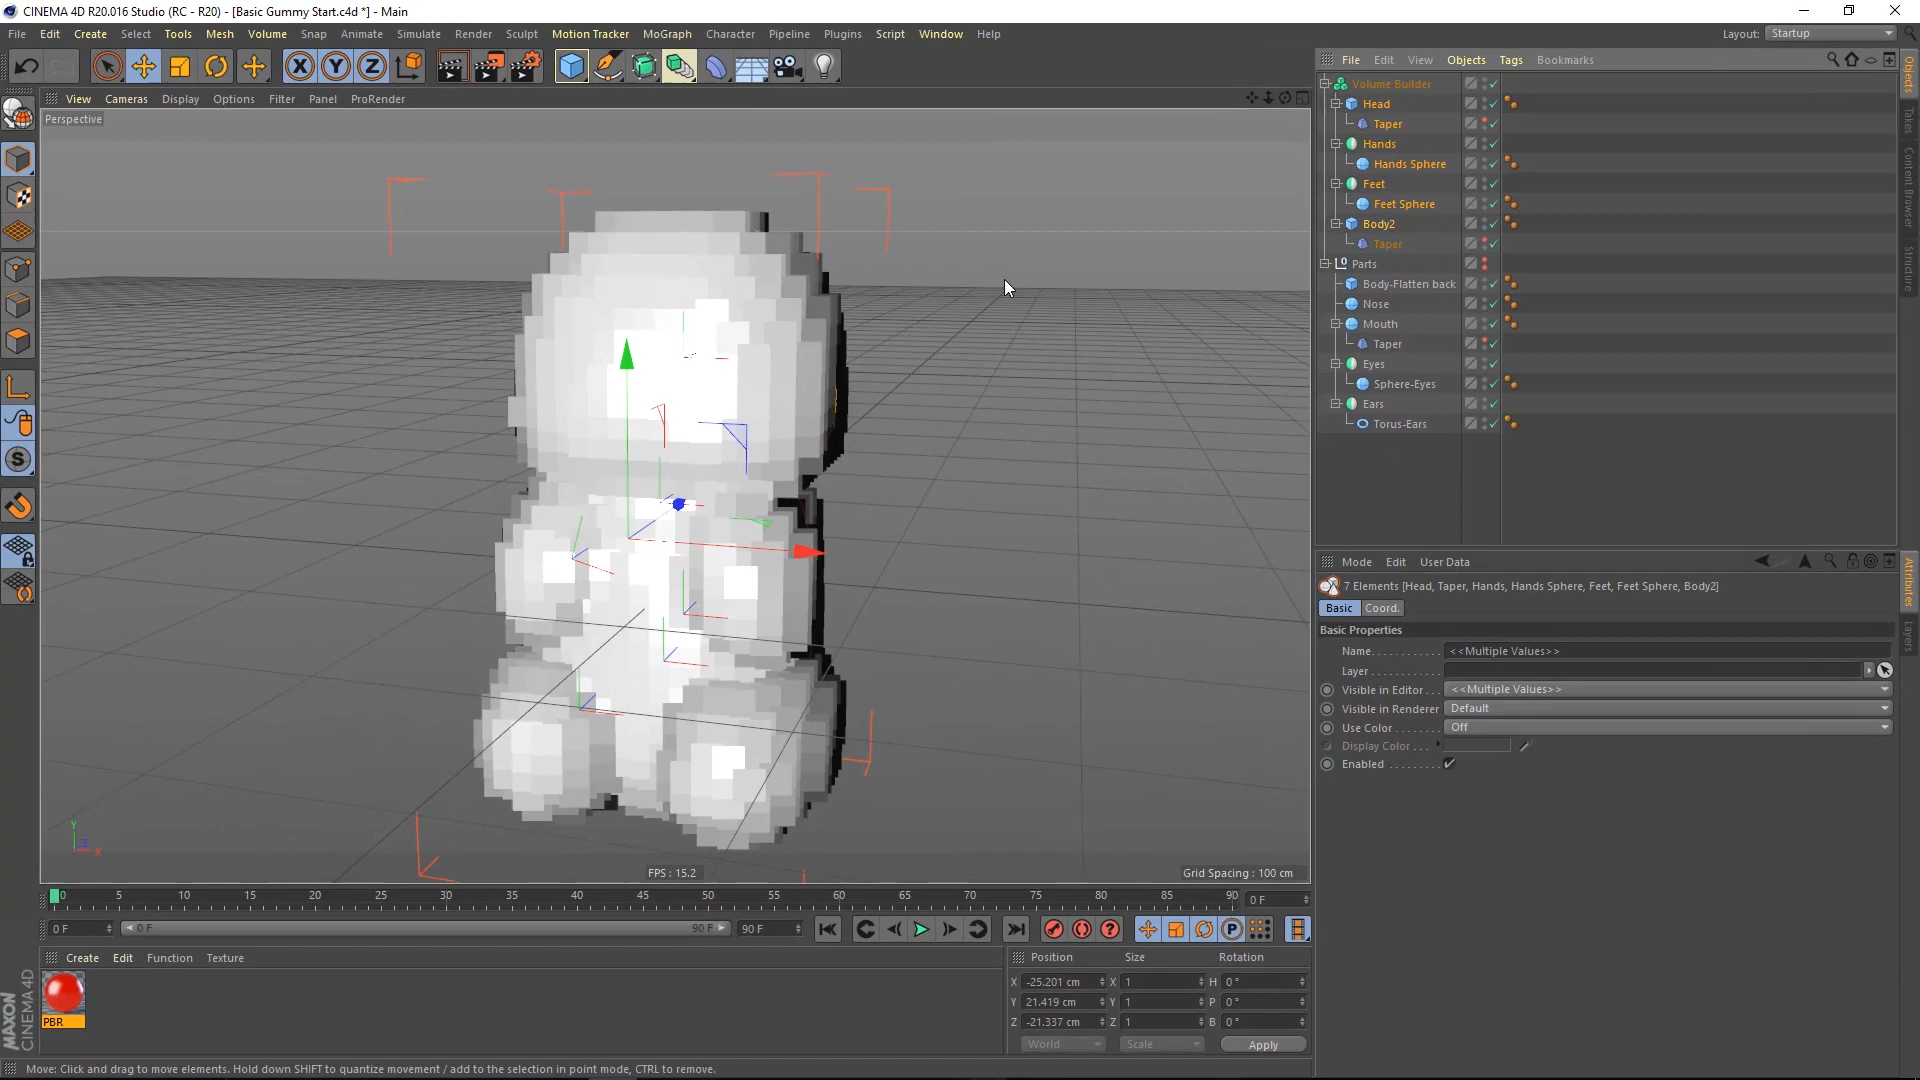 CINEMA 4D R20.016 Studio (RC - R20) - [Basic Gummy Start.c4d *] - Main
File Edit Create Select Tools Mesh Volume Snap Animate Simulate Render Sculpt Motion Tracker MoGraph Character Pipeline Plugins Script Window Help
Layout: Startup
X Y Z
View Cameras Display Options Filter Panel ProRender
Perspective
File Edit View Objects Tags Bookmarks
Volume Builder
Head
Taper
Hands
Hands Sphere
Feet
Feet Sphere
Body2
Taper
Parts
Body-Flatten back
Nose
Mouth
Taper
Eyes
Sphere-Eyes
Ears
Torus-Ears
Objects
Takes
Content Browser
Structure
Mode Edit User Data
7 Elements [Head, Taper, Hands, Hands Sphere, Feet, Feet Sphere, Body2]
Basic Coord.
Basic Properties
Name <<Multiple Values>>
Layer
Visible in Editor <<Multiple Values>>
Visible in Renderer Default
Use Color Off
Display Color
Enabled
Attributes
Layers
Y
Z
X
FPS : 15.2
Grid Spacing : 100 cm
0 5 10 15 20 25 30 35 40 45 50 55 60 65 70 75 80 85 90 0 F
0 F 0 F 90 F 90 F
Create Edit Function Texture
PBR
MAXON CINEMA 4D
Position Size Rotation
X -25.201 cm X 1 H 0 °
Y 21.419 cm Y 1 P 0 °
Z -21.337 cm Z 1 B 0 °
World Scale Apply
Move: Click and drag to move elements. Hold down SHIFT to quantize movement / add to the selection in point mode, CTRL to remove.